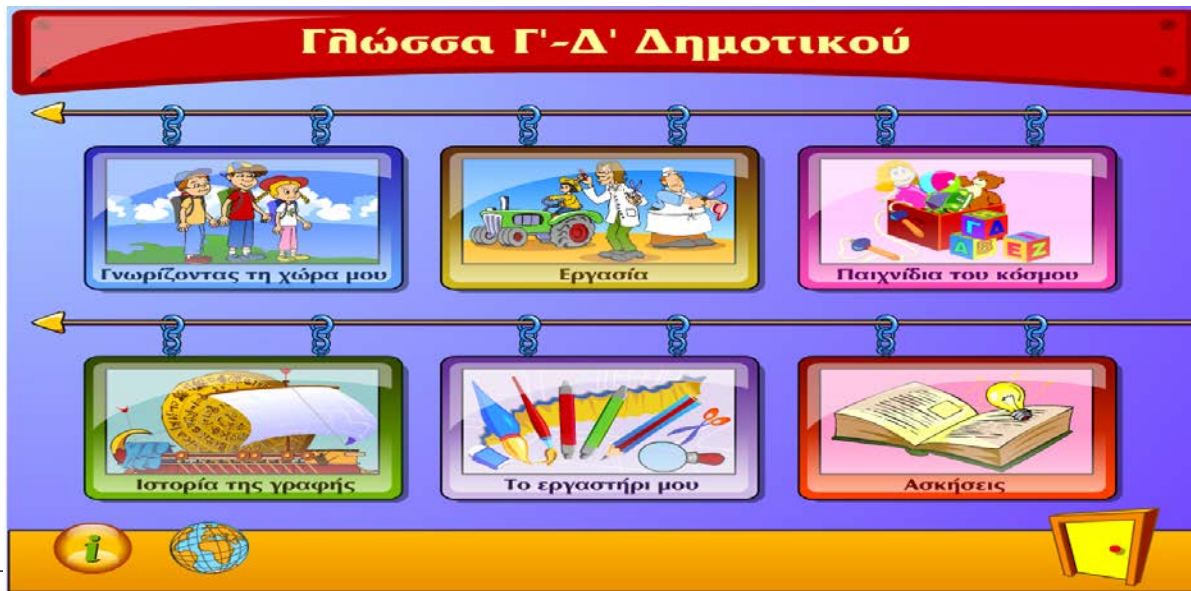 Γλώσσα Γ'-Δ' Δημοτικού
Γνωρίζοντας τη χώρα μου
Εργασία
Παιχνίδια του κόσμου
Ιστορία της γραφής
Το εργαστήρι μου
Ασκήσεις
i